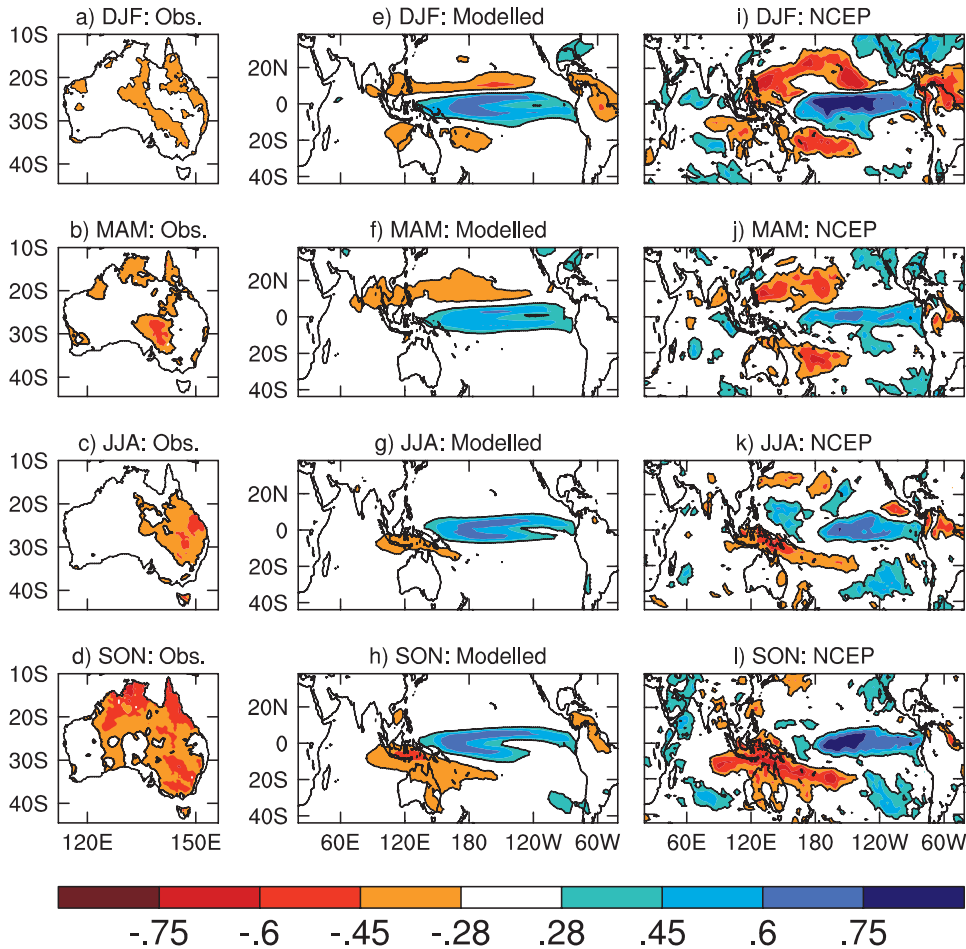 a) DJF: Obs. e) DJF: Modelled i) DJF: NCEP
10S 20S 30S 40S
20N 0 20S 40S
b) MAM: Obs. f) MAM: Modelled j) MAM: NCEP
10S 20S 30S 40S
20N 0 20S 40S
c) JJA: Obs. g) JJA: Modelled k) JJA: NCEP
10S 20S 30S 40S
20N 0 20S 40S
d) SON: Obs. h) SON: Modelled l) SON: NCEP
10S 20S 30S 40S
20N 0 20S 40S
120E 150E 60E 120E 180 120W 60W 60E 120E 180 120W 60W
-.75 -.6 -.45 -.28 .28 .45 .6 .75